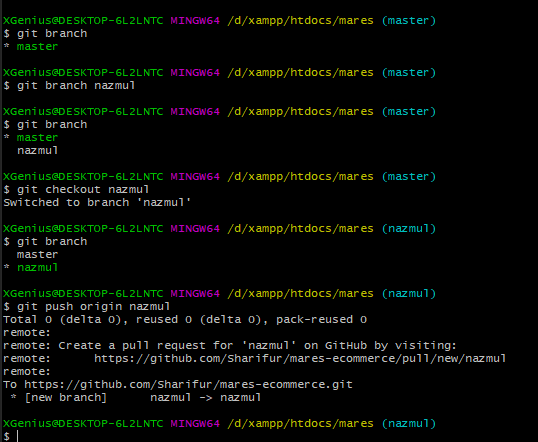 XGenius@DESKTOP-6L2LNTC MINGW64 /d/xampp/htdocs/mares (master)
$ git branch
* master
XGenius@DESKTOP-6L2LNTC MINGW64 /d/xampp/htdocs/mares (master)
$ git branch nazmul
XGenius@DESKTOP-6L2LNTC MINGW64 /d/xampp/htdocs/mares (master)
$ git branch
* master
  nazmul
XGenius@DESKTOP-6L2LNTC MINGW64 /d/xampp/htdocs/mares (master)
$ git checkout nazmul
Switched to branch 'nazmul'
XGenius@DESKTOP-6L2LNTC MINGW64 /d/xampp/htdocs/mares (nazmul)
$ git branch
  master
* nazmul
XGenius@DESKTOP-6L2LNTC MINGW64 /d/xampp/htdocs/mares (nazmul)
$ git push origin nazmul
Total 0 (delta 0), reused 0 (delta 0), pack-reused 0
remote:
remote: Create a pull request for 'nazmul' on GitHub by visiting:
remote:      https://github.com/Sharifur/mares-ecommerce/pull/new/nazmul
remote:
To https://github.com/Sharifur/mares-ecommerce.git
 * [new branch]      nazmul -> nazmul
XGenius@DESKTOP-6L2LNTC MINGW64 /d/xampp/htdocs/mares (nazmul)
$